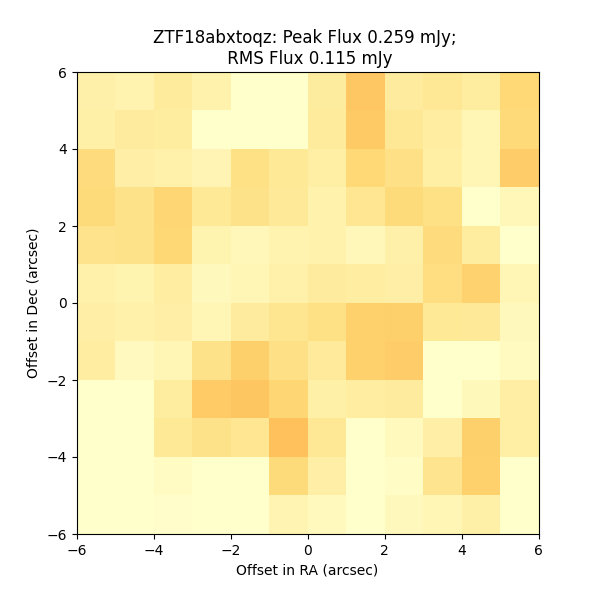 ZTF18abxtoqz: Peak Flux 0.259 mJy;
RMS Flux 0.115 mJy
6
4
2
0
−2
−4
−6
Offset in Dec (arcsec)
−6 −4 −2 0 2 4 6
Offset in RA (arcsec)